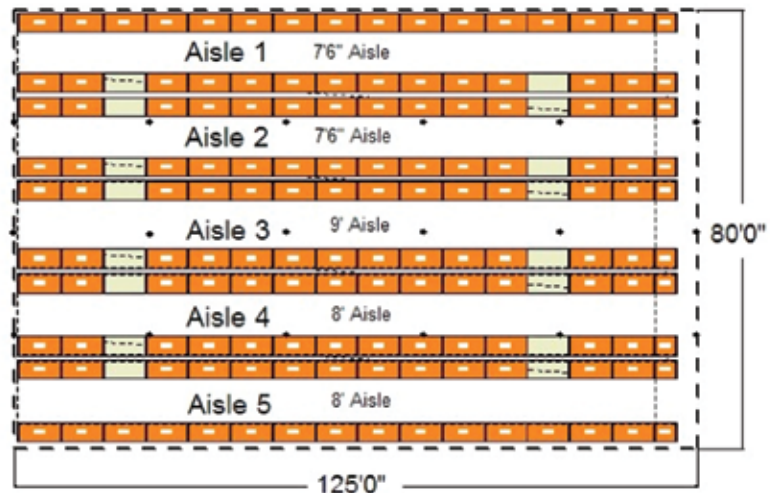 Aisle 1 7'6" Aisle
Aisle 2 7'6" Aisle
Aisle 3 9' Aisle
80'0"
Aisle 4 8' Aisle
Aisle 5 8' Aisle
125'0"